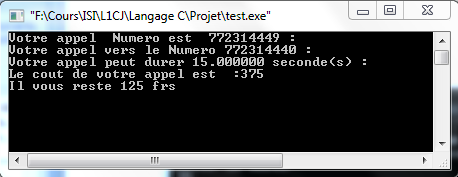 "F:\Cours\ISI\L1CJ\Langage C\Projet\test.exe"
Votre appel  Numero est  772314449 :
Votre appel vers le Numero 772314440 :
Votre appel peut durer 15.000000 seconde(s) :
Le cout de votre appel est  :375
Il vous reste 125 frs